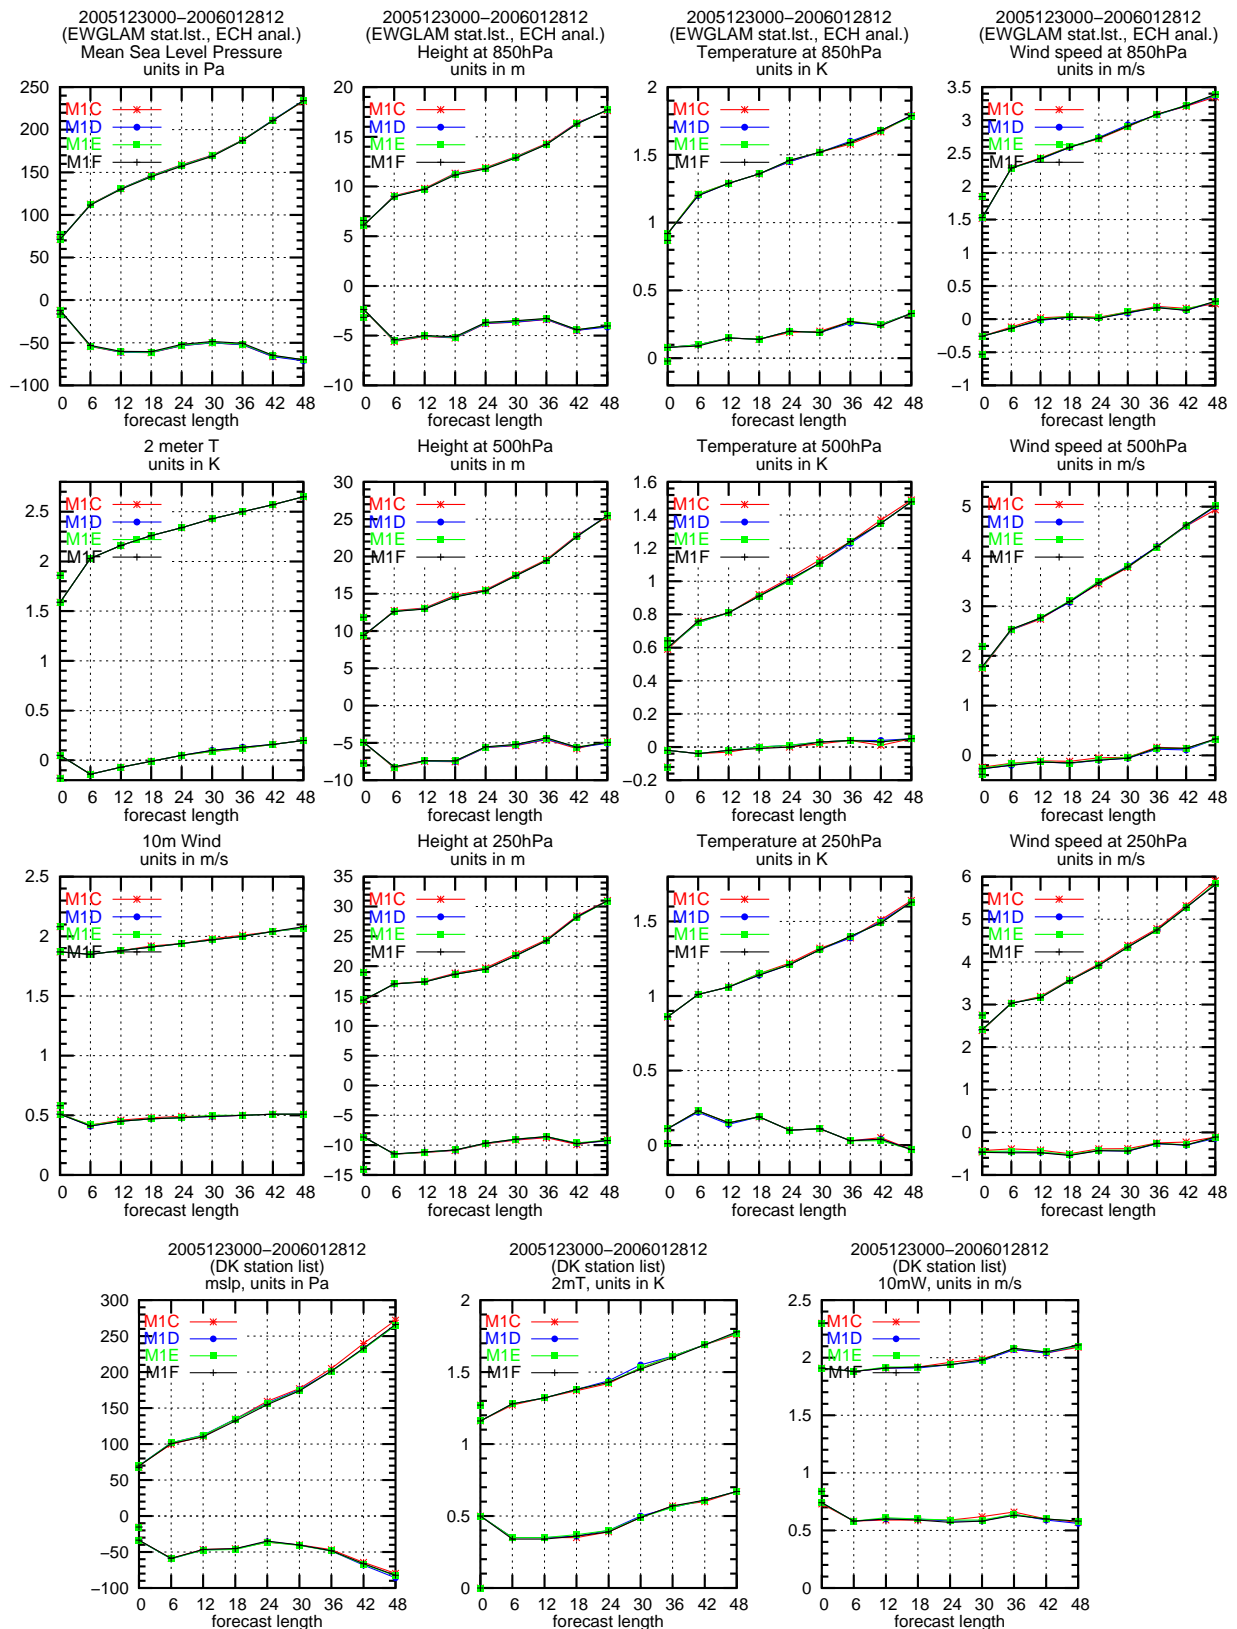 2005123000−2006012812
(EWGLAM stat.lst., ECH anal.)
Mean Sea Level Pressure
units in Pa
250
200
150
100
50
0
−50
−100
M1C
M1D
M1E
M1F
0 6 12 18 24 30 36 42 48
forecast length
2005123000−2006012812
(EWGLAM stat.lst., ECH anal.)
Height at 850hPa
units in m
20
15
10
5
0
−5
−10
M1C
M1D
M1E
M1F
0 6 12 18 24 30 36 42 48
forecast length
2005123000−2006012812
(EWGLAM stat.lst., ECH anal.)
Temperature at 850hPa
units in K
2
1.5
1
0.5
0
M1C
M1D
M1E
M1F
0 6 12 18 24 30 36 42 48
forecast length
2005123000−2006012812
(EWGLAM stat.lst., ECH anal.)
Wind speed at 850hPa
units in m/s
3.5
3
2.5
2
1.5
1
0.5
0
−0.5
−1
M1C
M1D
M1E
M1F
0 6 12 18 24 30 36 42 48
forecast length
2 meter T
units in K
2.5
2
1.5
1
0.5
0
M1C
M1D
M1E
M1F
0 6 12 18 24 30 36 42 48
forecast length
Height at 500hPa
units in m
30
25
20
15
10
5
0
−5
−10
M1C
M1D
M1E
M1F
0 6 12 18 24 30 36 42 48
forecast length
Temperature at 500hPa
units in K
1.6
1.4
1.2
1
0.8
0.6
0.4
0.2
0
−0.2
M1C
M1D
M1E
M1F
0 6 12 18 24 30 36 42 48
forecast length
Wind speed at 500hPa
units in m/s
5
4
3
2
1
0
M1C
M1D
M1E
M1F
0 6 12 18 24 30 36 42 48
forecast length
10m Wind
units in m/s
2.5
2
1.5
1
0.5
0
M1C
M1D
M1E
M1F
0 6 12 18 24 30 36 42 48
forecast length
Height at 250hPa
units in m
35
30
25
20
15
10
5
0
−5
−10
−15
M1C
M1D
M1E
M1F
0 6 12 18 24 30 36 42 48
forecast length
Temperature at 250hPa
units in K
1.5
1
0.5
0
M1C
M1D
M1E
M1F
0 6 12 18 24 30 36 42 48
forecast length
Wind speed at 250hPa
units in m/s
6
5
4
3
2
1
0
−1
M1C
M1D
M1E
M1F
0 6 12 18 24 30 36 42 48
forecast length
2005123000−2006012812
(DK station list)
mslp, units in Pa
300
250
200
150
100
50
0
−50
−100
M1C
M1D
M1E
M1F
0 6 12 18 24 30 36 42 48
forecast length
2005123000−2006012812
(DK station list)
2mT, units in K
2
1.5
1
0.5
0
M1C
M1D
M1E
M1F
0 6 12 18 24 30 36 42 48
forecast length
2005123000−2006012812
(DK station list)
10mW, units in m/s
2.5
2
1.5
1
0.5
0
M1C
M1D
M1E
M1F
0 6 12 18 24 30 36 42 48
forecast length